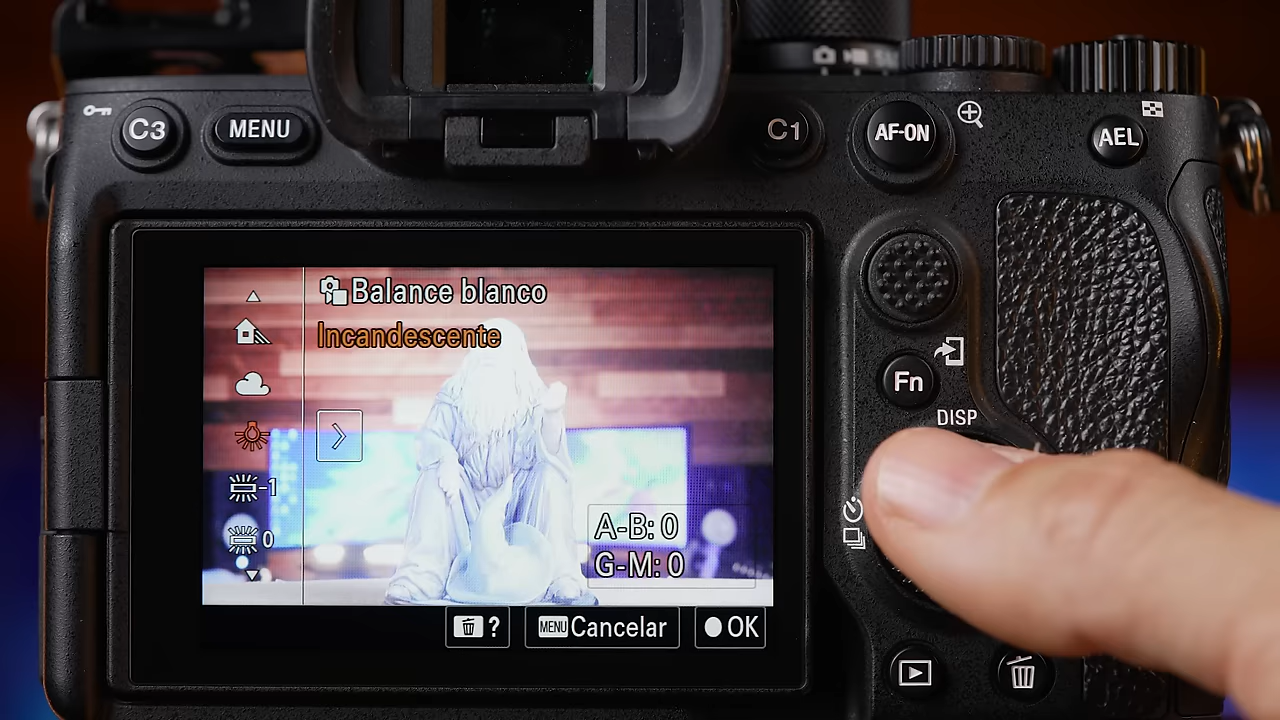 C3
MENU
C1
AF-ON
AEL
Balance blanco
Incandescente
Fn
DISP
-1
0
A-B: 0
G-M: 0
?
MENU Cancelar
OK